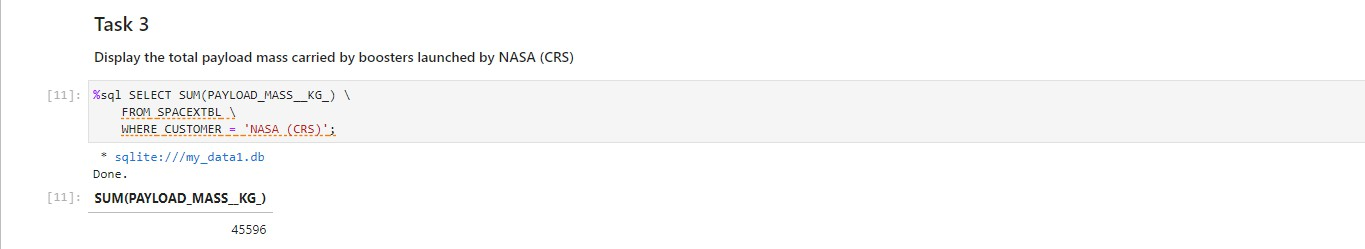 Task 3
Display the total payload mass carried by boosters launched by NASA (CRS)
[11]: %sql SELECT SUM(PAYLOAD_MASS__KG_) \
FROM SPACEXTBL \
WHERE CUSTOMER = 'NASA (CRS)';
* sqlite:///my_data1.db
Done.
[11]: SUM(PAYLOAD_MASS__KG_)
45596